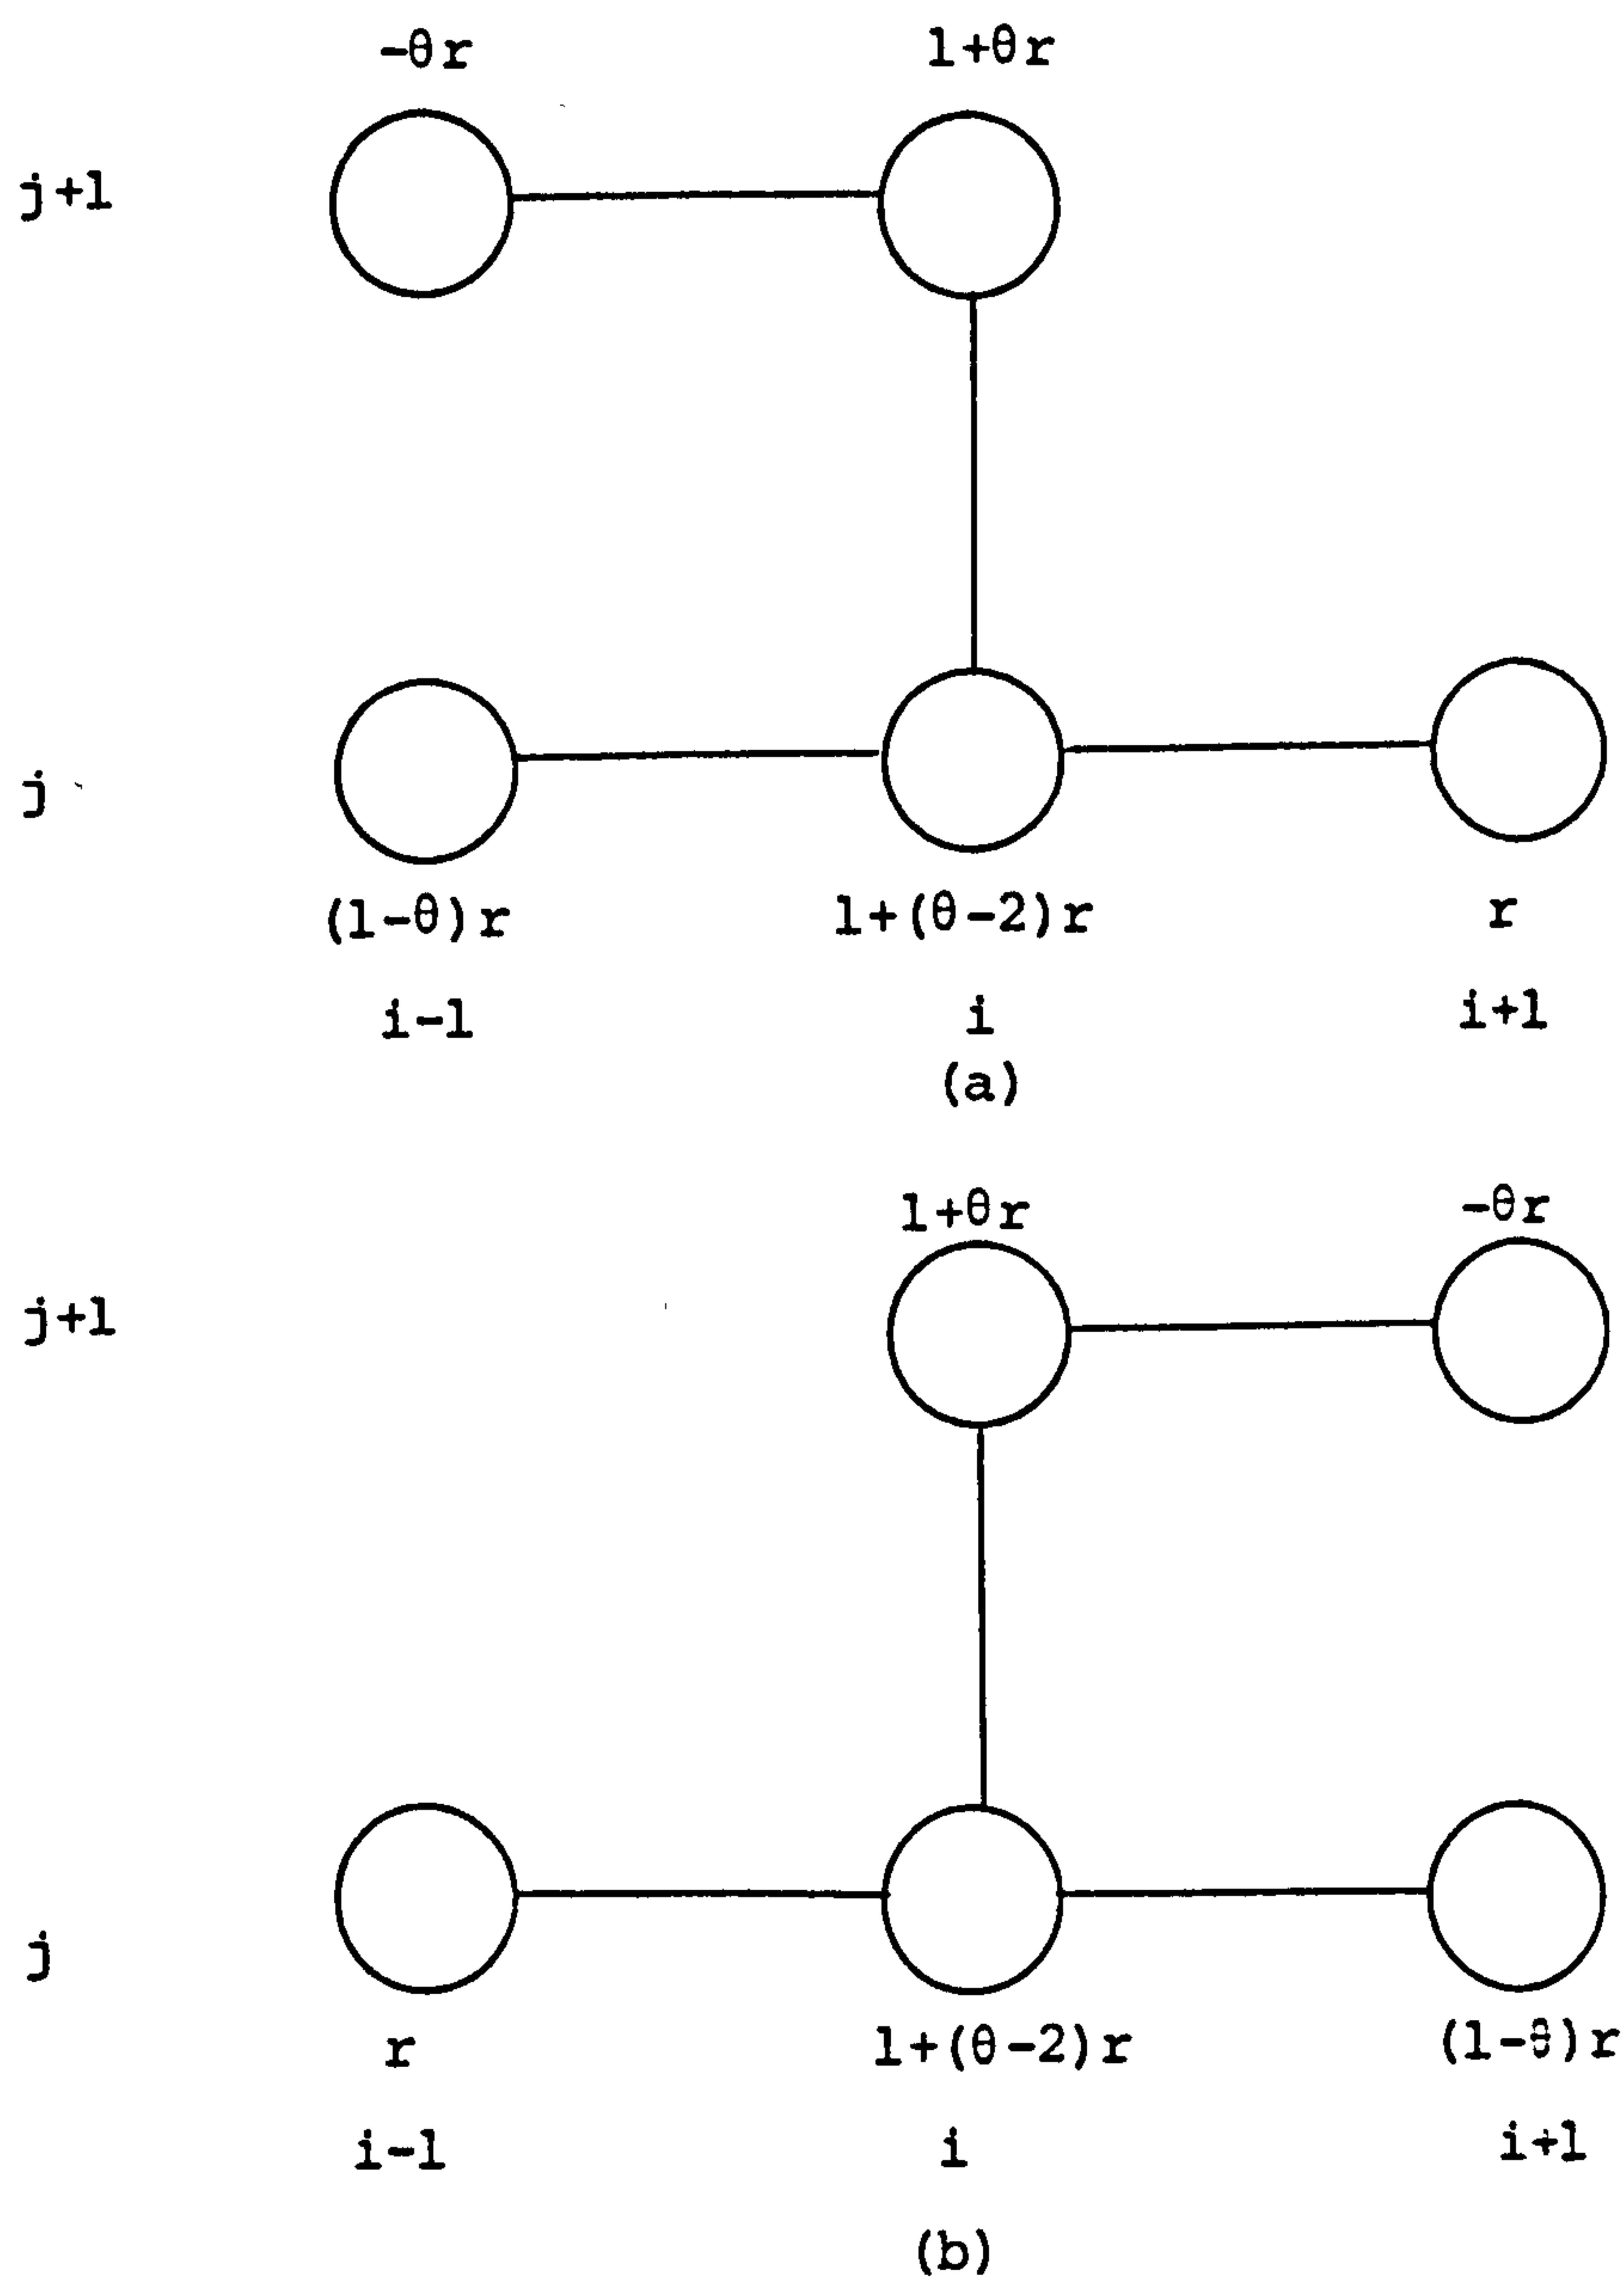 -θr 1+θr
j+1
j
(1-θ)r 1+(θ-2)r r
i-1 i i+1
(a)
1+θr -θr
j+1
j
r 1+(θ-2)r (1-θ)r
i-1 i i+1
(b)